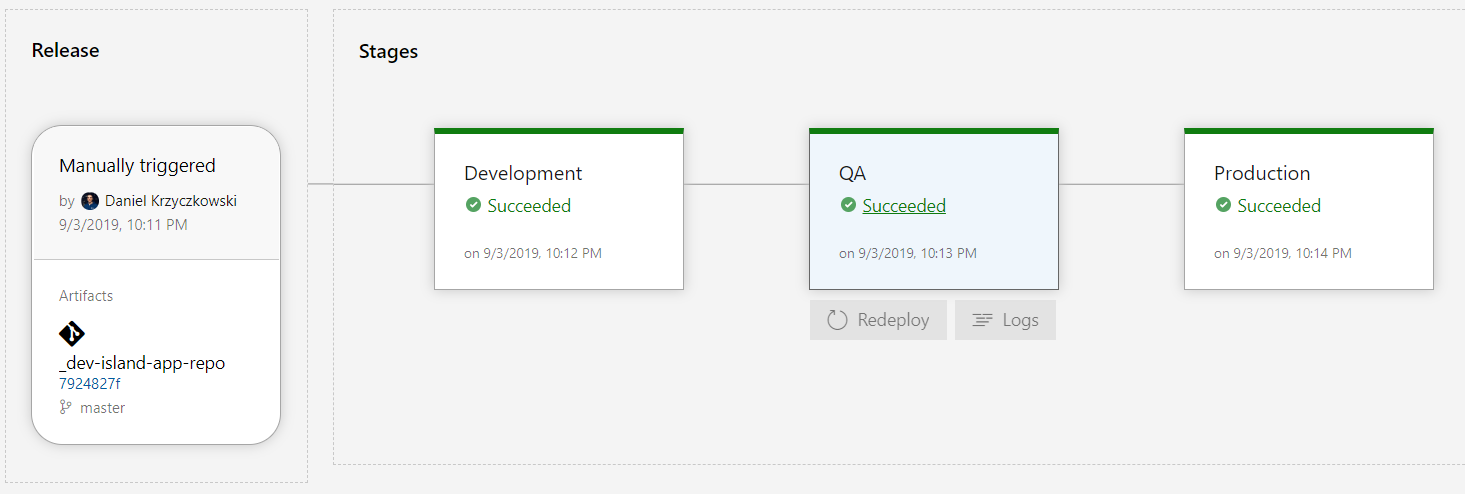 Release
Stages
Manually triggered
by Daniel Krzyczkowski
9/3/2019, 10:11 PM
Artifacts
_dev-island-app-repo
7924827f
master
Development
Succeeded
on 9/3/2019, 10:12 PM
QA
Succeeded
on 9/3/2019, 10:13 PM
Redeploy
Logs
Production
Succeeded
on 9/3/2019, 10:14 PM